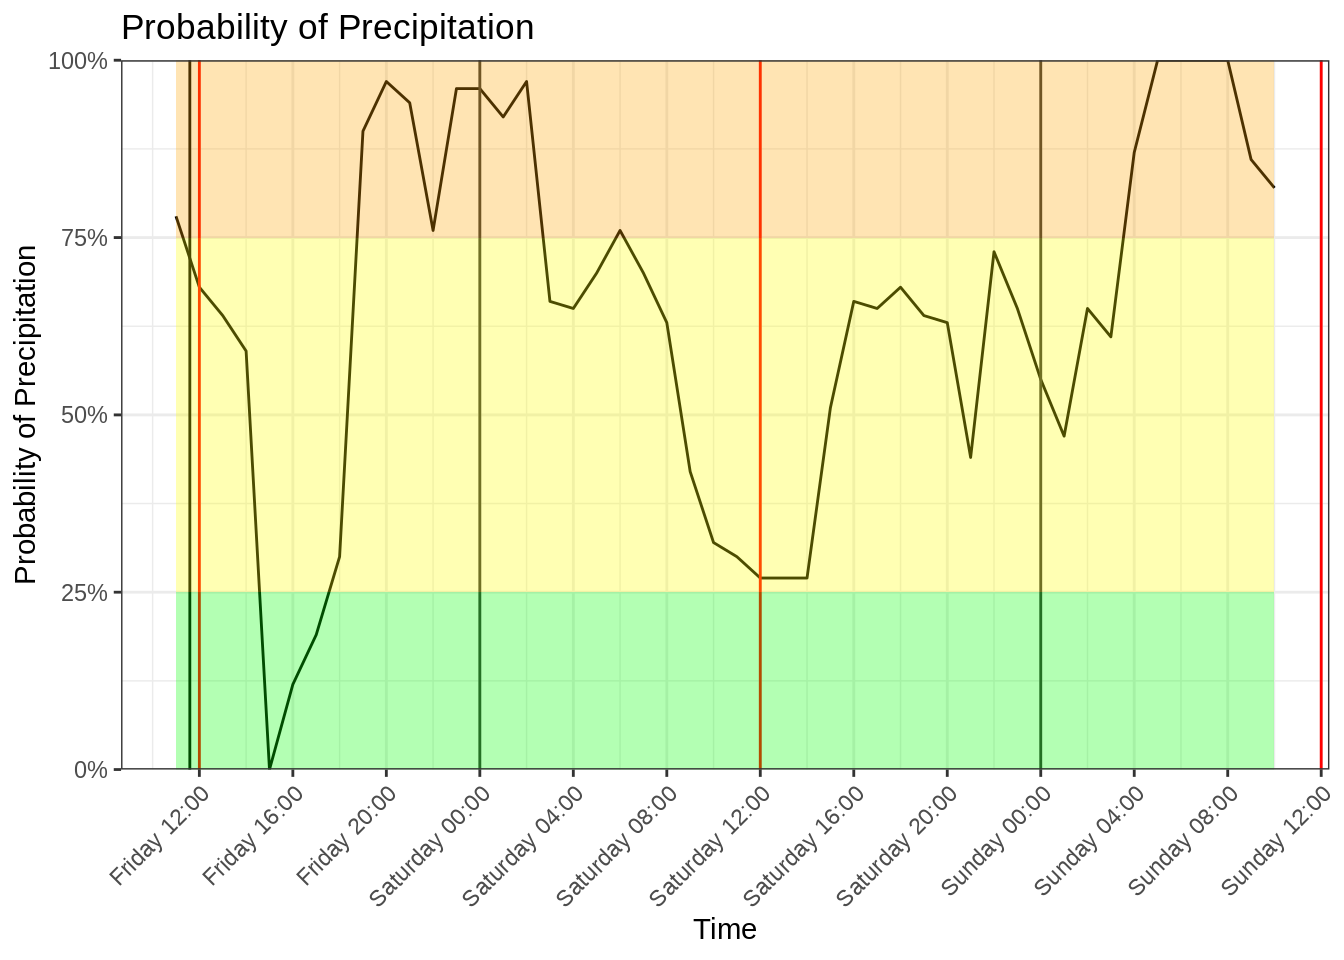 Probability of Precipitation
Probability of Precipitation
100%
75%
50%
25%
0%
Friday 12:00
Friday 16:00
Friday 20:00
Saturday 00:00
Saturday 04:00
Saturday 08:00
Saturday 12:00
Saturday 16:00
Saturday 20:00
Sunday 00:00
Sunday 04:00
Sunday 08:00
Sunday 12:00
Time